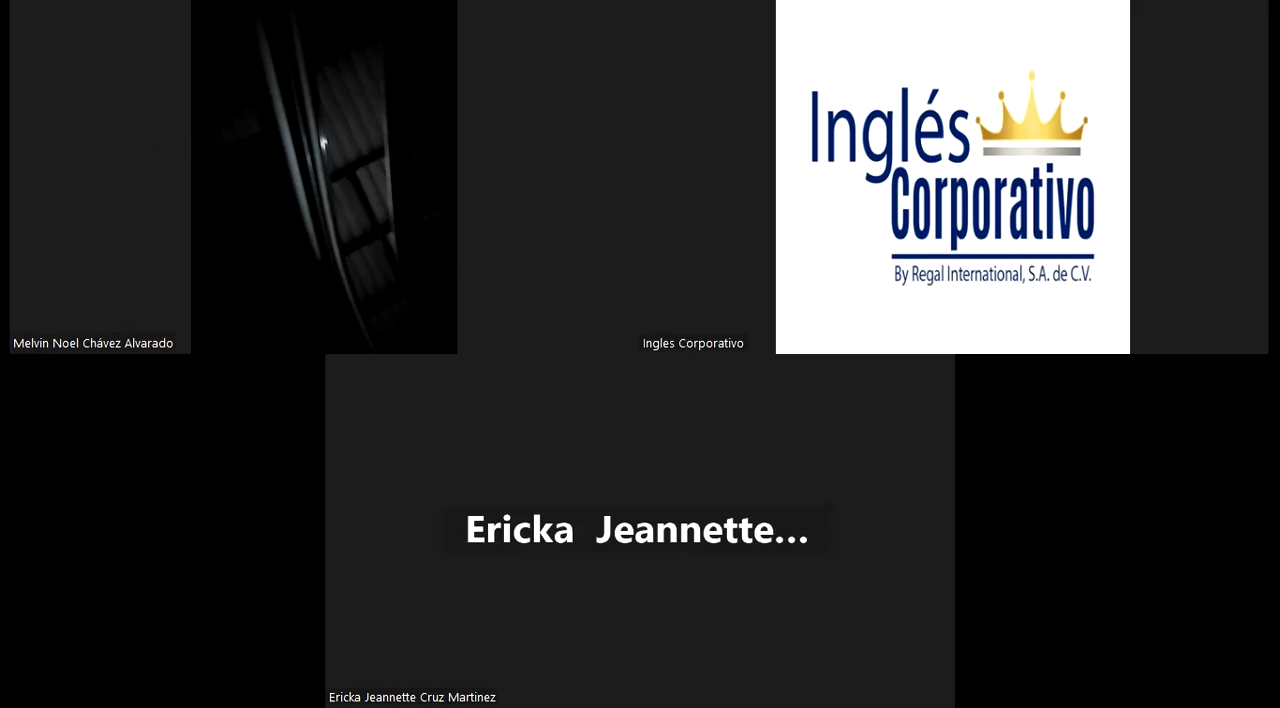 Melvin Noel Chávez Alvarado
Ingles Corporativo
Inglés
Corporativo
By Regal International, S.A. de C.V.
Ericka Jeannette...
Ericka Jeannette Cruz Martinez